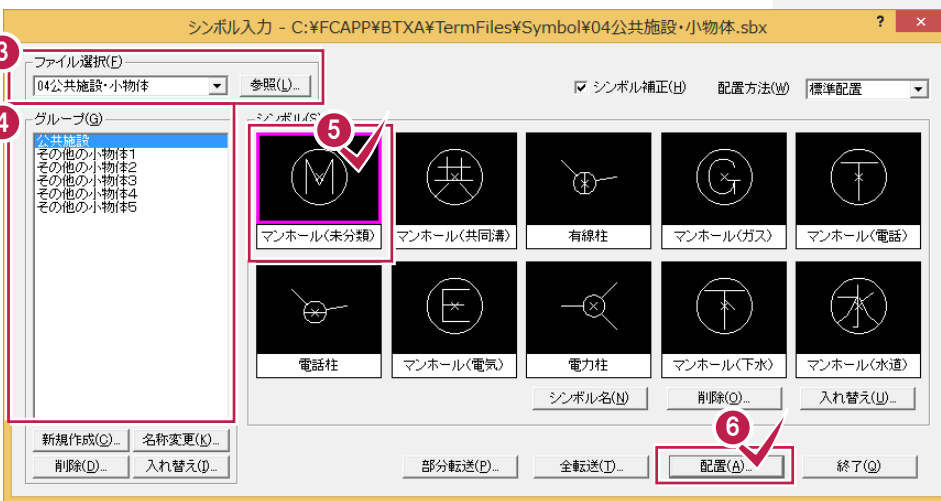 シンボル入力 - C:¥FCAPP¥BTXA¥TermFiles¥Symbol¥04公共施設・小物体.sbx ? ×
3
ファイル選択(F)
04公共施設・小物体 参照(L)... シンボル補正(H) 配置方法(W) 標準配置
4
グループ(G) シンボル(S) 5
公共施設
その他の小物体1
その他の小物体2
その他の小物体3
その他の小物体4
その他の小物体5
M 共 G T
マンホール(未分類) マンホール(共同溝) 有線柱 マンホール(ガス) マンホール(電話)
E 下 水
電話柱 マンホール(電気) 電力柱 マンホール(下水) マンホール(水道)
シンボル名(N) 削除(O)... 入れ替え(U)...
6
新規作成(C)... 名称変更(K)...
削除(D)... 入れ替え(I)... 部分転送(P)... 全転送(T)... 配置(A)... 終了(Q)